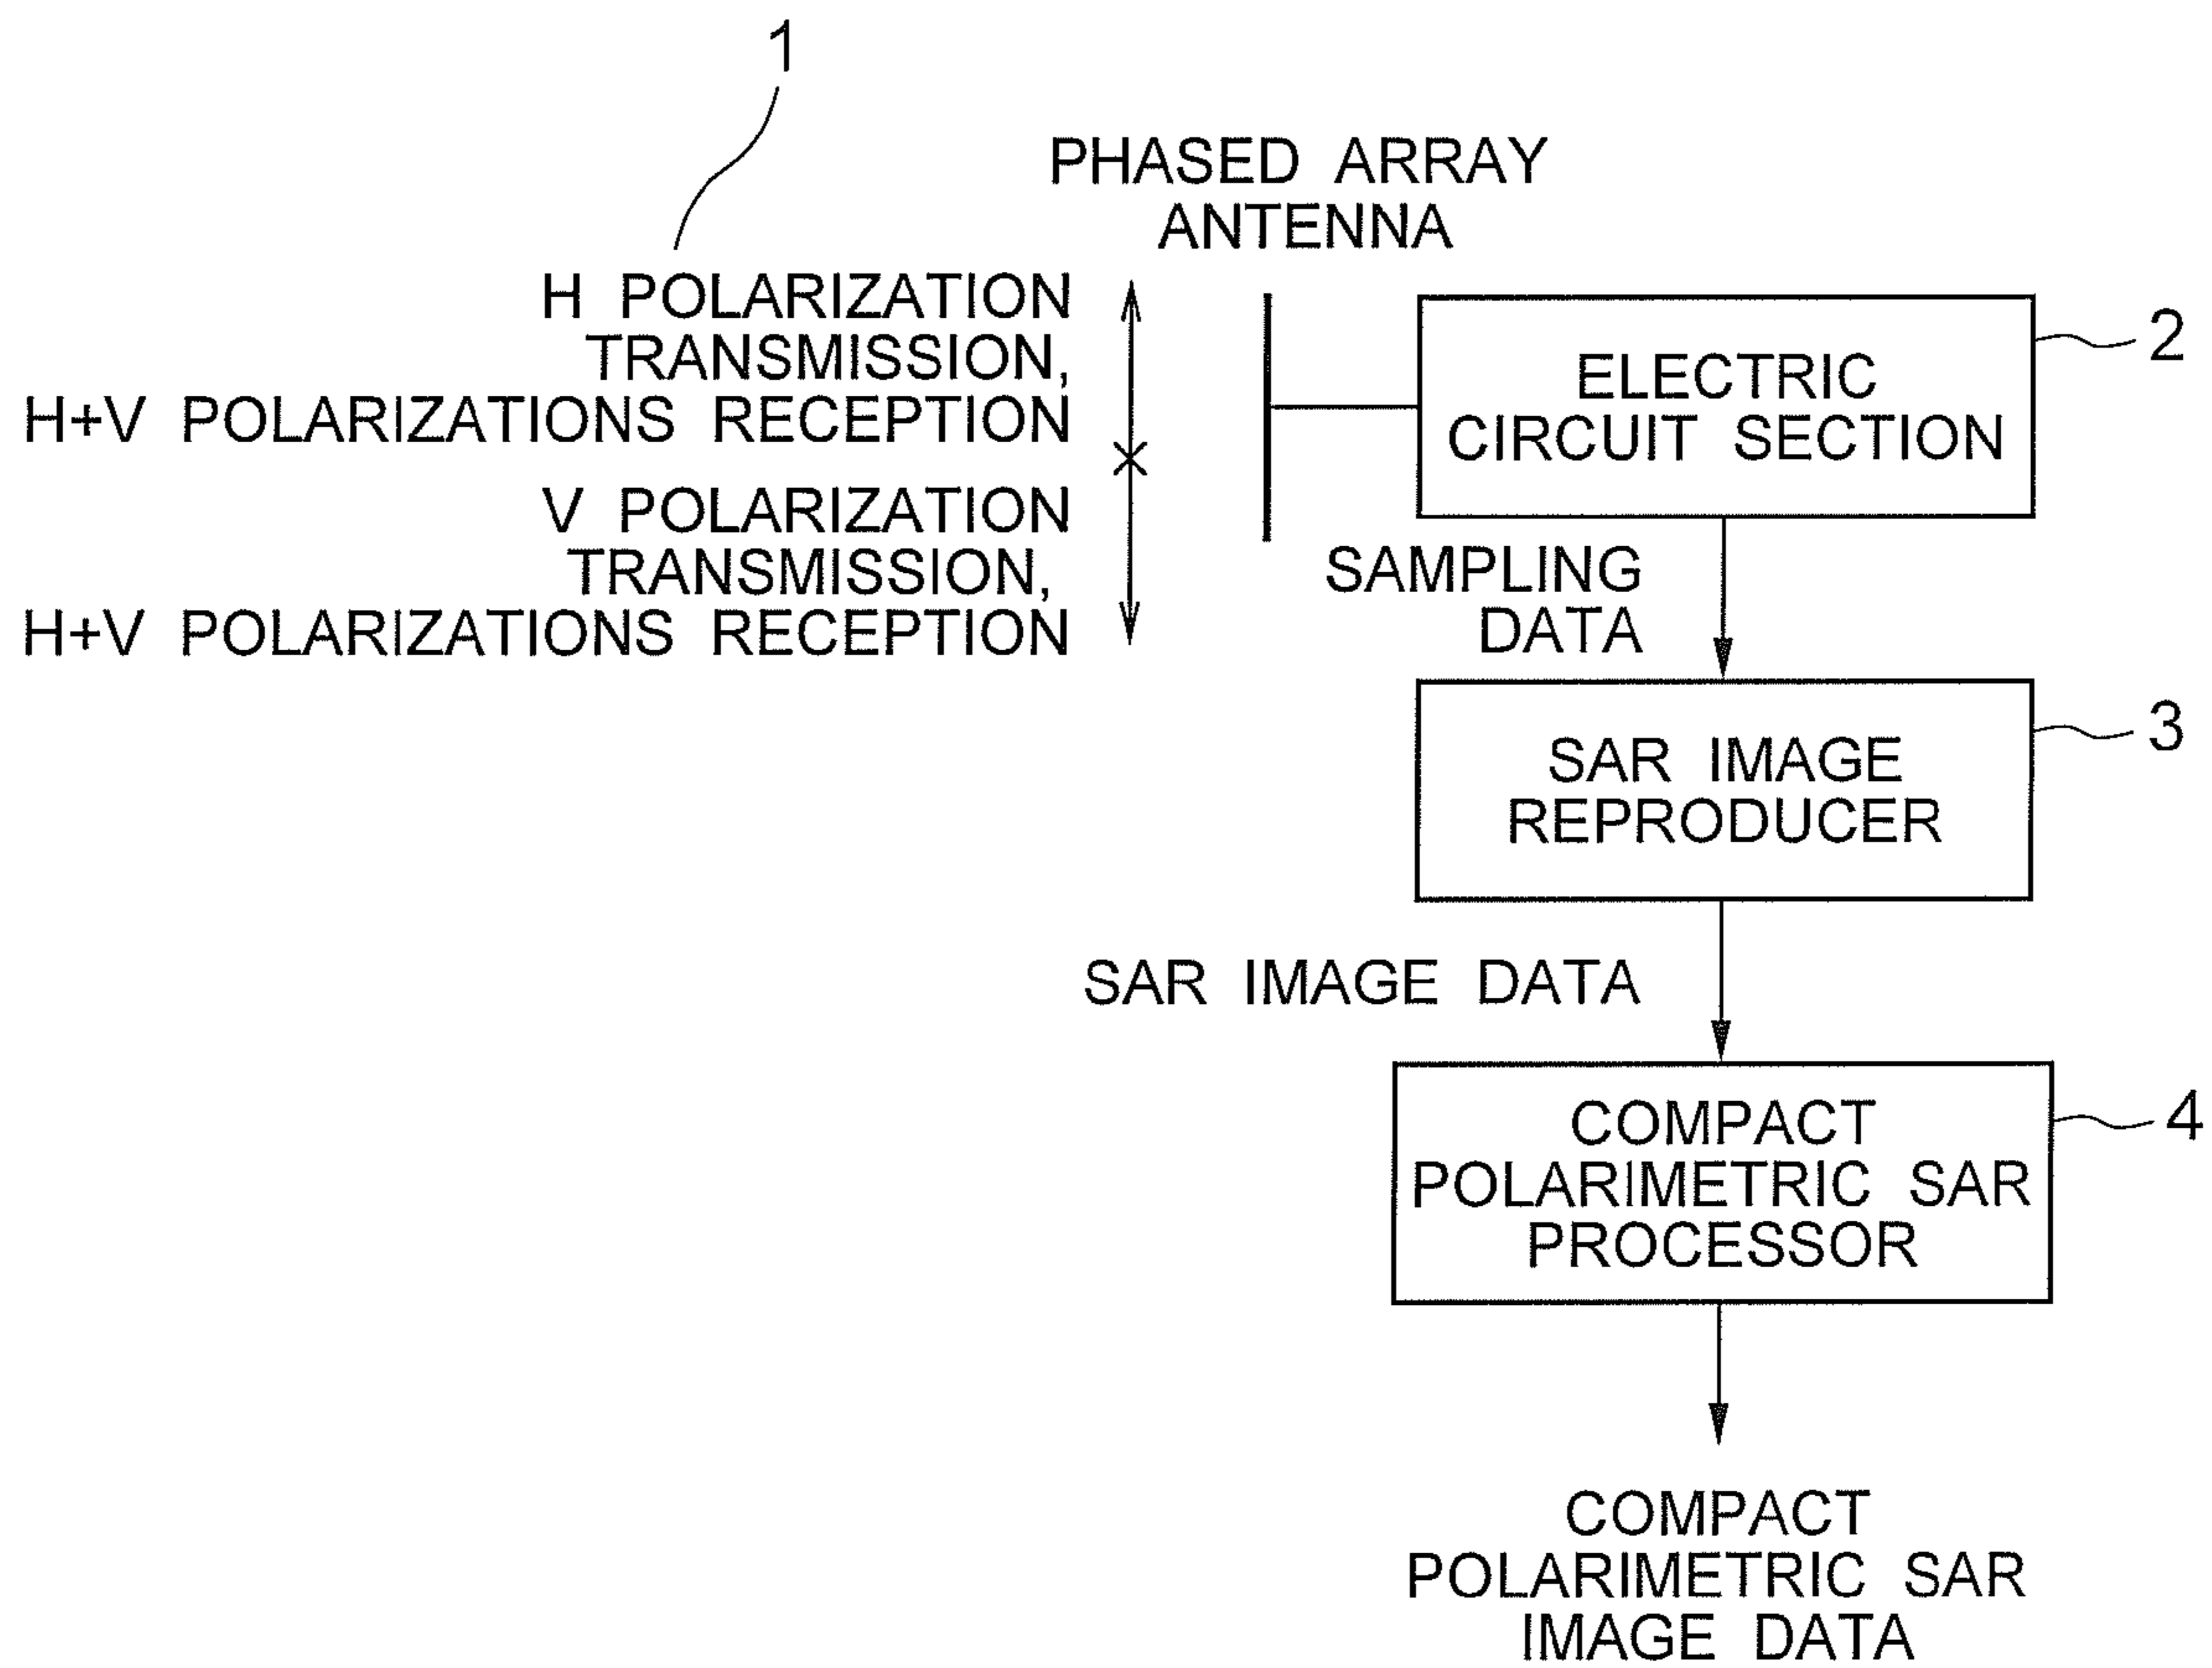 1
PHASED ARRAY
ANTENNA
H POLARIZATION
TRANSMISSION,
H+V POLARIZATIONS RECEPTION
V POLARIZATION
TRANSMISSION,
H+V POLARIZATIONS RECEPTION
ELECTRIC
CIRCUIT SECTION
2
SAMPLING
DATA
SAR IMAGE
REPRODUCER
3
SAR IMAGE DATA
COMPACT
POLARIMETRIC SAR
PROCESSOR
4
COMPACT
POLARIMETRIC SAR
IMAGE DATA